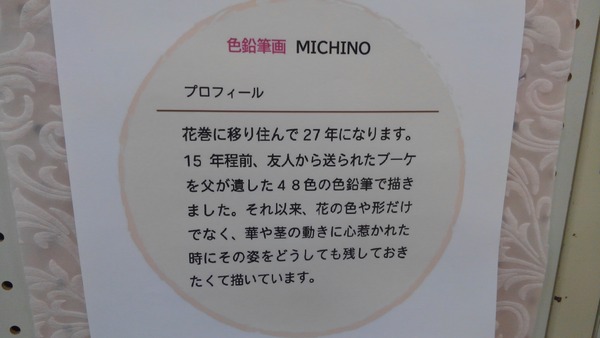 色鉛筆画 MICHINO
プロフィール
花巻に移り住んで27年になります。
15 年程前、友人から送られたブーケ
を父が遺した４８色の色鉛筆で描き
ました。それ以来、花の色や形だけ
でなく、華や茎の動きに心惹かれた
時にその姿をどうしても残しておき
たくて描いています。